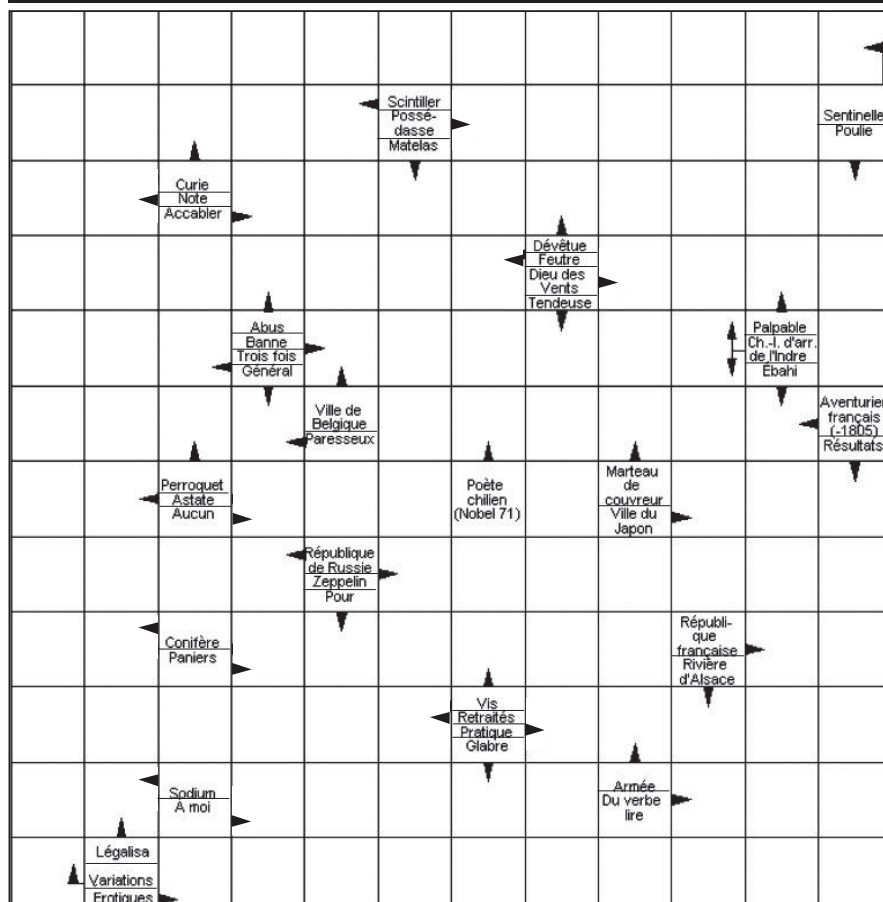 Scintiller
Possé-
dasse
Matelas
Sentinelle
Poulie
Curie
Note
Accabler
Dévêtue
Feutre
Dieu des
Vents
Tendeuse
Abus
Banne
Trois fois
Général
Palpable
Ch.-l. d'arr.
de l'Indre
Ébahi
Ville de
Belgique
Paresseux
Aventurier
français
(-1805)
Résultats
Perroquet
Astate
Aucun
Poète
chilien
(Nobel 71)
Marteau
de
couvreur
Ville du
Japon
République
de Russie
Zeppelin
Pour
Conifère
Paniers
Républi-
que
française
Rivière
d'Alsace
Vis
Retraités
Pratique
Glabre
Sodium
A moi
Armée
Du verbe
lire
Légalisa
Variations
Erotiques